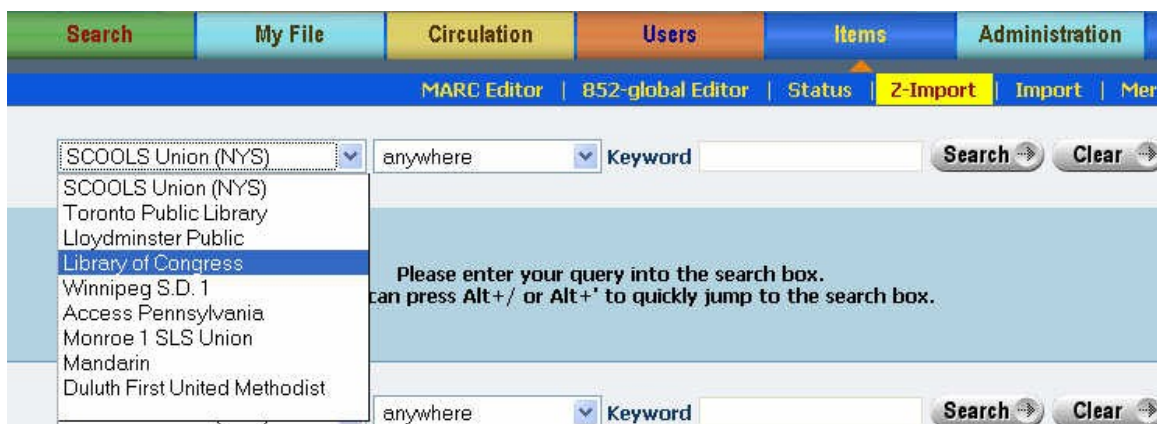 Search My File Circulation Users Items Administration
MARC Editor | 852-global Editor | Status | Z-Import | Import | Mer
SCOOLS Union (NYS) anywhere Keyword Search Clear
SCOOLS Union (NYS)
Toronto Public Library
Lloydminster Public
Library of Congress
Winnipeg S.D. 1
Access Pennsylvania
Monroe 1 SLS Union
Mandarin
Duluth First United Methodist
Please enter your query into the search box.
can press Alt+/ or Alt+' to quickly jump to the search box.
anywhere Keyword Search Clear